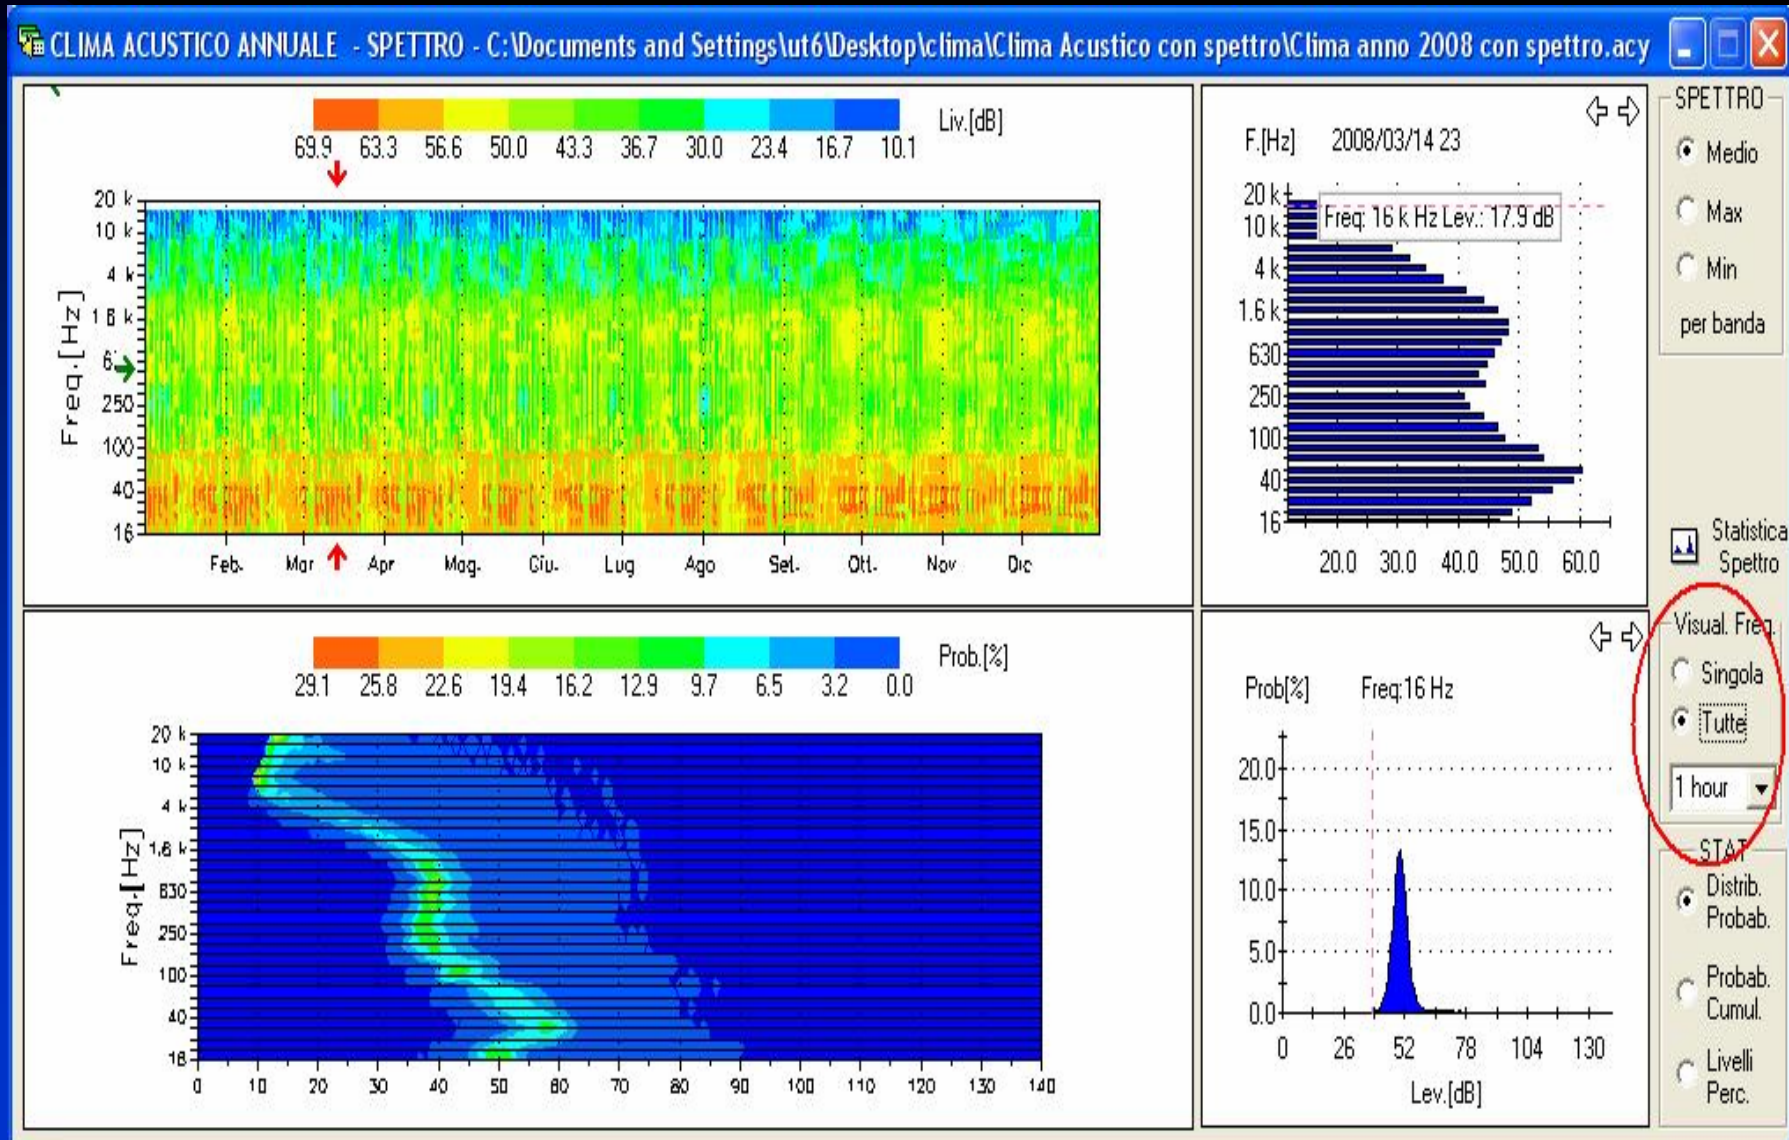 CLIMA ACUSTICO ANNUALE - SPETTRO - C:\Documents and Settings\ut6\Desktop\clima\Clima Acustico con spettro\Clima anno 2008 con spettro.acy
Liv.[dB]
69.9 63.3 56.6 50.0 43.3 36.7 30.0 23.4 16.7 10.1
Freq.[Hz]
20 k
10 k
4 k
1 6 k
6
250
100
40
16
Feb. Mar Apr Mag. Giu. Lug Ago Set. Ott. Nov Dic
F.[Hz] 2008/03/14 23
Freq: 16 k Hz Lev.: 17.9 dB
20 k
10 k
4 k
1.6 k
630
250
100
40
16
20.0 30.0 40.0 50.0 60.0
SPETTRO
Medio
Max
Min
per banda
Statistica
Spettro
Visual. Freq.
Singola
Tutte
1 hour
STAT
Distrib.
Probab.
Probab.
Cumul.
Livelli
Perc.
Prob.[%]
29.1 25.8 22.6 19.4 16.2 12.9 9.7 6.5 3.2 0.0
Freq.[Hz]
20 k
10 k
4 k
1,6 k
630
250
100
40
16
0 10 20 30 40 50 60 70 80 90 100 110 120 130 140
Prob[%] Freq:16 Hz
20.0
15.0
10.0
5.0
0.0
0 26 52 78 104 130
Lev.[dB]